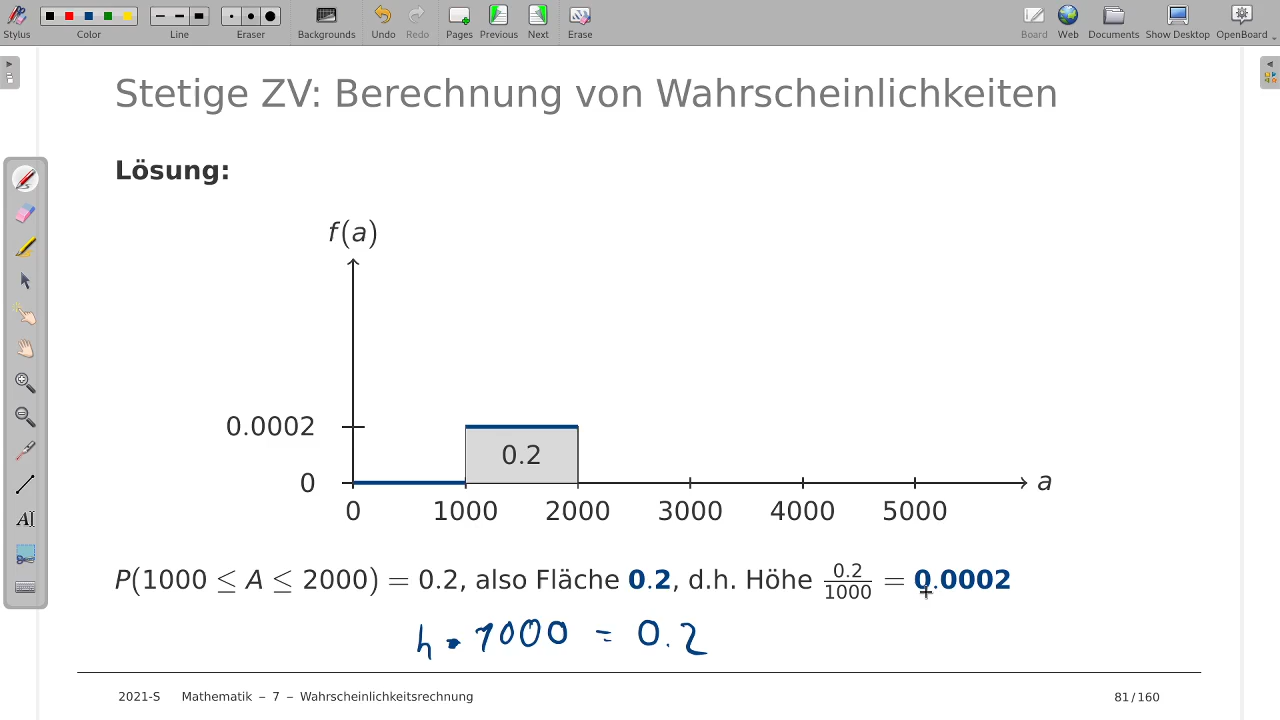 Stylus Color Line Eraser Backgrounds Undo Redo Pages Previous Next Erase Board Web Documents Show Desktop OpenBoard
Stetige ZV: Berechnung von Wahrscheinlichkeiten
Lösung:
f(a)
0.0002
0.2
0
a
0 1000 2000 3000 4000 5000
P(1000 ≤ A ≤ 2000) = 0.2, also Fläche 0.2, d.h. Höhe 0.2/1000 = 0.0002
h • 1000 = 0.2
2021-S Mathematik – 7 – Wahrscheinlichkeitsrechnung 81/160